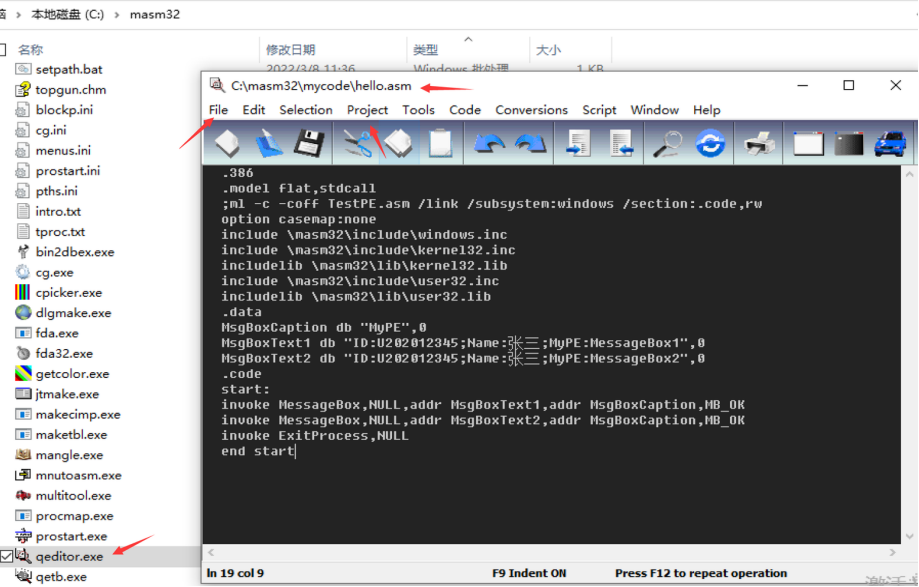 本地磁盘 (C:) › masm32
名称 修改日期 类型 大小
setpath.bat 2022/3/8 11:36 Windows 批处理 1 KB
topgun.chm
blockp.ini
cg.ini
menus.ini
prostart.ini
pths.ini
intro.txt
tproc.txt
bin2dbex.exe
cg.exe
cpicker.exe
dlgmake.exe
fda.exe
fda32.exe
getcolor.exe
jtmake.exe
makecimp.exe
maketbl.exe
mangle.exe
mnutoasm.exe
multitool.exe
procmap.exe
prostart.exe
qeditor.exe
qetb.exe
C:\masm32\mycode\hello.asm
File Edit Selection Project Tools Code Conversions Script Window Help
.386
.model flat,stdcall
;ml -c -coff TestPE.asm /link /subsystem:windows /section:.code,rw
option casemap:none
include \masm32\include\windows.inc
include \masm32\include\kernel32.inc
includelib \masm32\lib\kernel32.lib
include \masm32\include\user32.inc
includelib \masm32\lib\user32.lib
.data
MsgBoxCaption db "MyPE",0
MsgBoxText1 db "ID:U202012345;Name:张三;MyPE:MessageBox1",0
MsgBoxText2 db "ID:U202012345;Name:张三;MyPE:MessageBox2",0
.code
start:
invoke MessageBox,NULL,addr MsgBoxText1,addr MsgBoxCaption,MB_OK
invoke MessageBox,NULL,addr MsgBoxText2,addr MsgBoxCaption,MB_OK
invoke ExitProcess,NULL
end start
ln 19 col 9 F9 Indent ON Press F12 to repeat operation